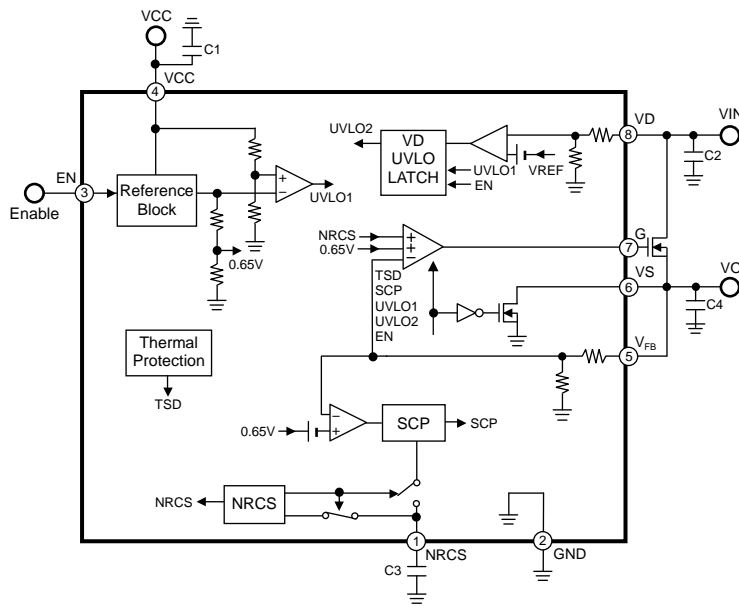 VCC
C1
VCC
4
EN
3
Enable
Reference
Block
+
−
UVLO1
0.65V
UVLO2
VD
UVLO
LATCH
UVLO1
EN
VREF
VD
8
VIN
C2
NRCS
0.65V
+
+
−
G
7
TSD
SCP
UVLO1
UVLO2
EN
VS
6
VO
C4
VFB
5
Thermal
Protection
TSD
0.65V
−
+
SCP
SCP
NRCS
NRCS
1
NRCS
C3
2
GND